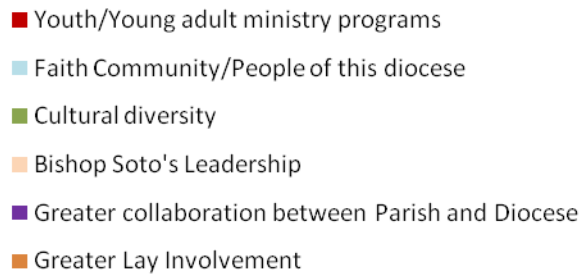 Youth/Young adult ministry programs
Faith Community/People of this diocese
Cultural diversity
Bishop Soto's Leadership
Greater collaboration between Parish and Diocese
Greater Lay Involvement